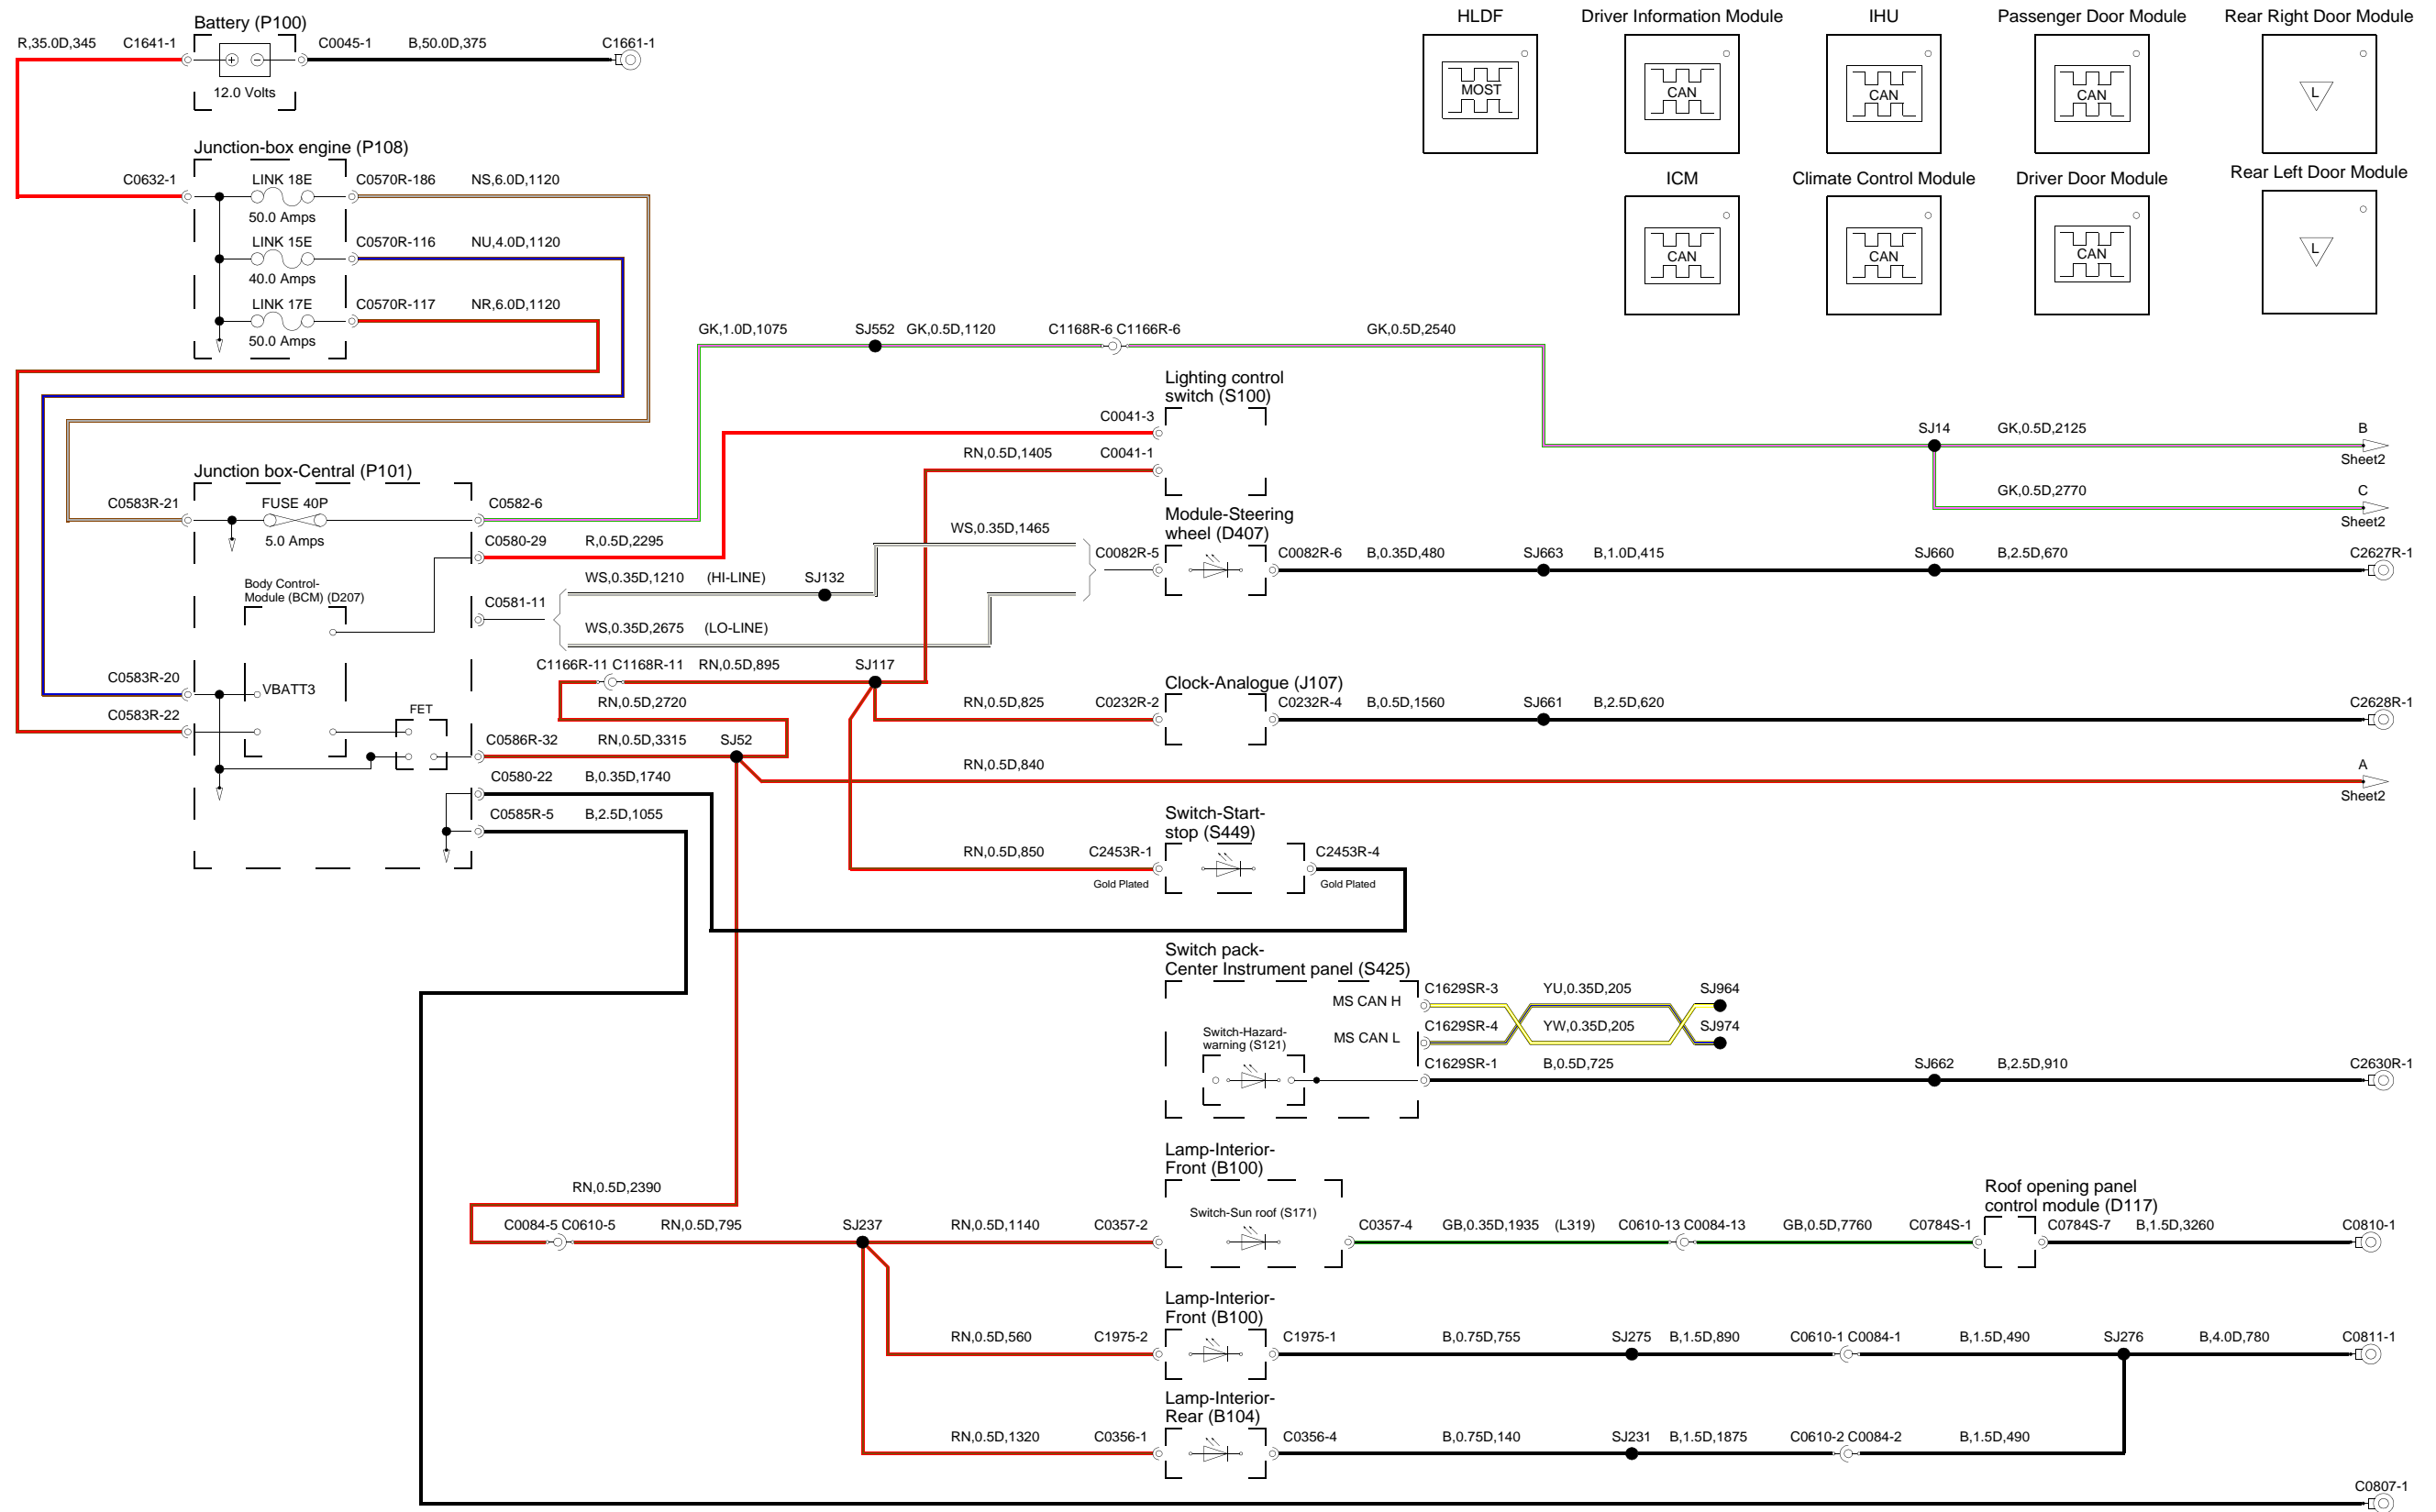 Battery (P100)
R,35.0D,345
C1641-1
C0045-1
B,50.0D,375
C1661-1
12.0 Volts
HLDF
MOST
Driver Information Module
CAN
IHU
CAN
Passenger Door Module
CAN
Rear Right Door Module
L
ICM
CAN
Climate Control Module
CAN
Driver Door Module
CAN
Rear Left Door Module
L
Junction-box engine (P108)
C0632-1
LINK 18E
50.0 Amps
C0570R-186
NS,6.0D,1120
LINK 15E
40.0 Amps
C0570R-116
NU,4.0D,1120
LINK 17E
50.0 Amps
C0570R-117
NR,6.0D,1120
GK,1.0D,1075
SJ552
GK,0.5D,1120
C1168R-6 C1166R-6
GK,0.5D,2540
SJ14
GK,0.5D,2125
B
Sheet2
GK,0.5D,2770
C
Sheet2
Lighting control
switch (S100)
C0041-3
RN,0.5D,1405
C0041-1
Junction box-Central (P101)
C0583R-21
FUSE 40P
5.0 Amps
C0582-6
C0580-29
R,0.5D,2295
Body Control-
Module (BCM) (D207)
C0581-11
WS,0.35D,1210
(HI-LINE)
SJ132
WS,0.35D,1465
WS,0.35D,2675
(LO-LINE)
Module-Steering
wheel (D407)
C0082R-5
C0082R-6
B,0.35D,480
SJ663
B,1.0D,415
SJ660
B,2.5D,670
C2627R-1
C0583R-20
VBATT3
C0583R-22
FET
C1166R-11 C1168R-11
RN,0.5D,895
SJ117
RN,0.5D,2720
C0586R-32
RN,0.5D,3315
SJ52
C0580-22
B,0.35D,1740
C0585R-5
B,2.5D,1055
Clock-Analogue (J107)
RN,0.5D,825
C0232R-2
C0232R-4
B,0.5D,1560
SJ661
B,2.5D,620
C2628R-1
RN,0.5D,840
A
Sheet2
Switch-Start-
stop (S449)
RN,0.5D,850
C2453R-1
Gold Plated
C2453R-4
Gold Plated
Switch pack-
Center Instrument panel (S425)
MS CAN H
C1629SR-3
YU,0.35D,205
SJ964
MS CAN L
C1629SR-4
YW,0.35D,205
SJ974
Switch-Hazard-
warning (S121)
C1629SR-1
B,0.5D,725
SJ662
B,2.5D,910
C2630R-1
Lamp-Interior-
Front (B100)
RN,0.5D,2390
C0084-5 C0610-5
RN,0.5D,795
SJ237
RN,0.5D,1140
C0357-2
Switch-Sun roof (S171)
C0357-4
GB,0.35D,1935
(L319)
C0610-13 C0084-13
GB,0.5D,7760
C0784S-1
Roof opening panel
control module (D117)
C0784S-7
B,1.5D,3260
C0810-1
Lamp-Interior-
Front (B100)
RN,0.5D,560
C1975-2
C1975-1
B,0.75D,755
SJ275
B,1.5D,890
C0610-1 C0084-1
B,1.5D,490
SJ276
B,4.0D,780
C0811-1
Lamp-Interior-
Rear (B104)
RN,0.5D,1320
C0356-1
C0356-4
B,0.75D,140
SJ231
B,1.5D,1875
C0610-2 C0084-2
B,1.5D,490
C0807-1